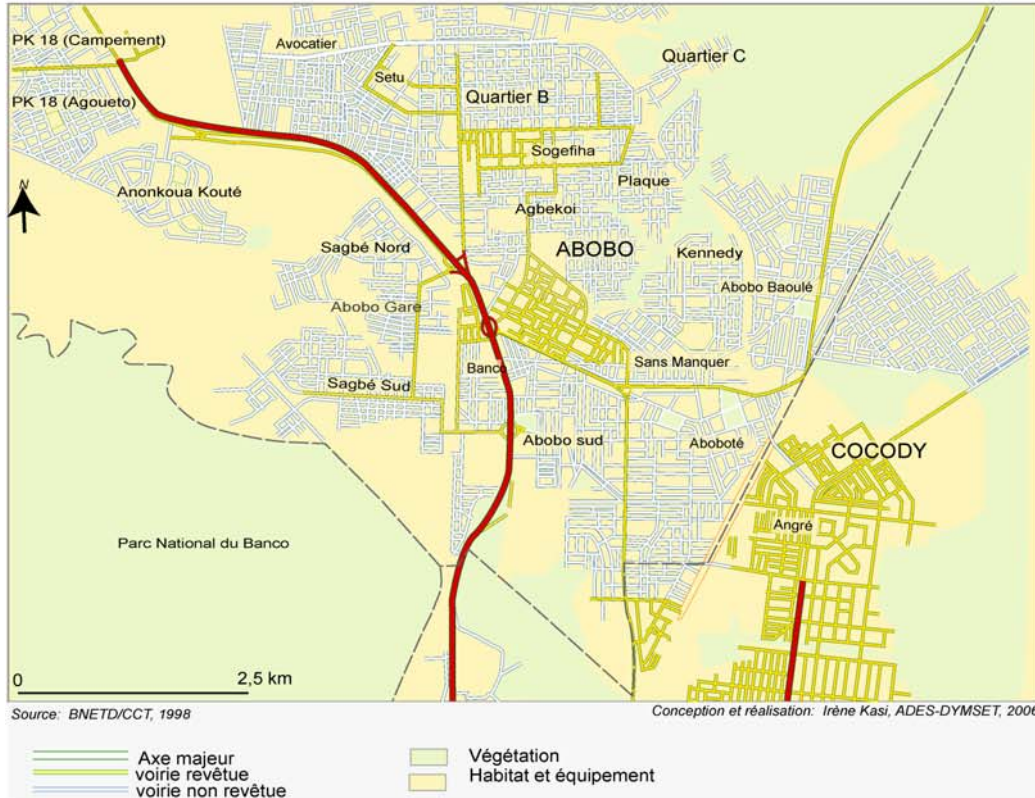 PK 18 (Campement)
Avocatier
Quartier C
Setu
PK 18 (Agoueto)
Quartier B
Sogefiha
Plaque
Anonkoua Kouté
N
Agbekoi
Sagbé Nord
ABOBO
Kennedy
Abobo Baoulé
Abobo Gare
Sans Manquer
Banco
Sagbé Sud
Abobo sud
Aboboté
COCODY
Angré
Parc National du Banco
0 2,5 km
Source: BNETD/CCT, 1998
Conception et réalisation: Irène Kasi, ADES-DYMSET, 2006
Axe majeur
voirie revêtue
voirie non revêtue
Végétation
Habitat et équipement